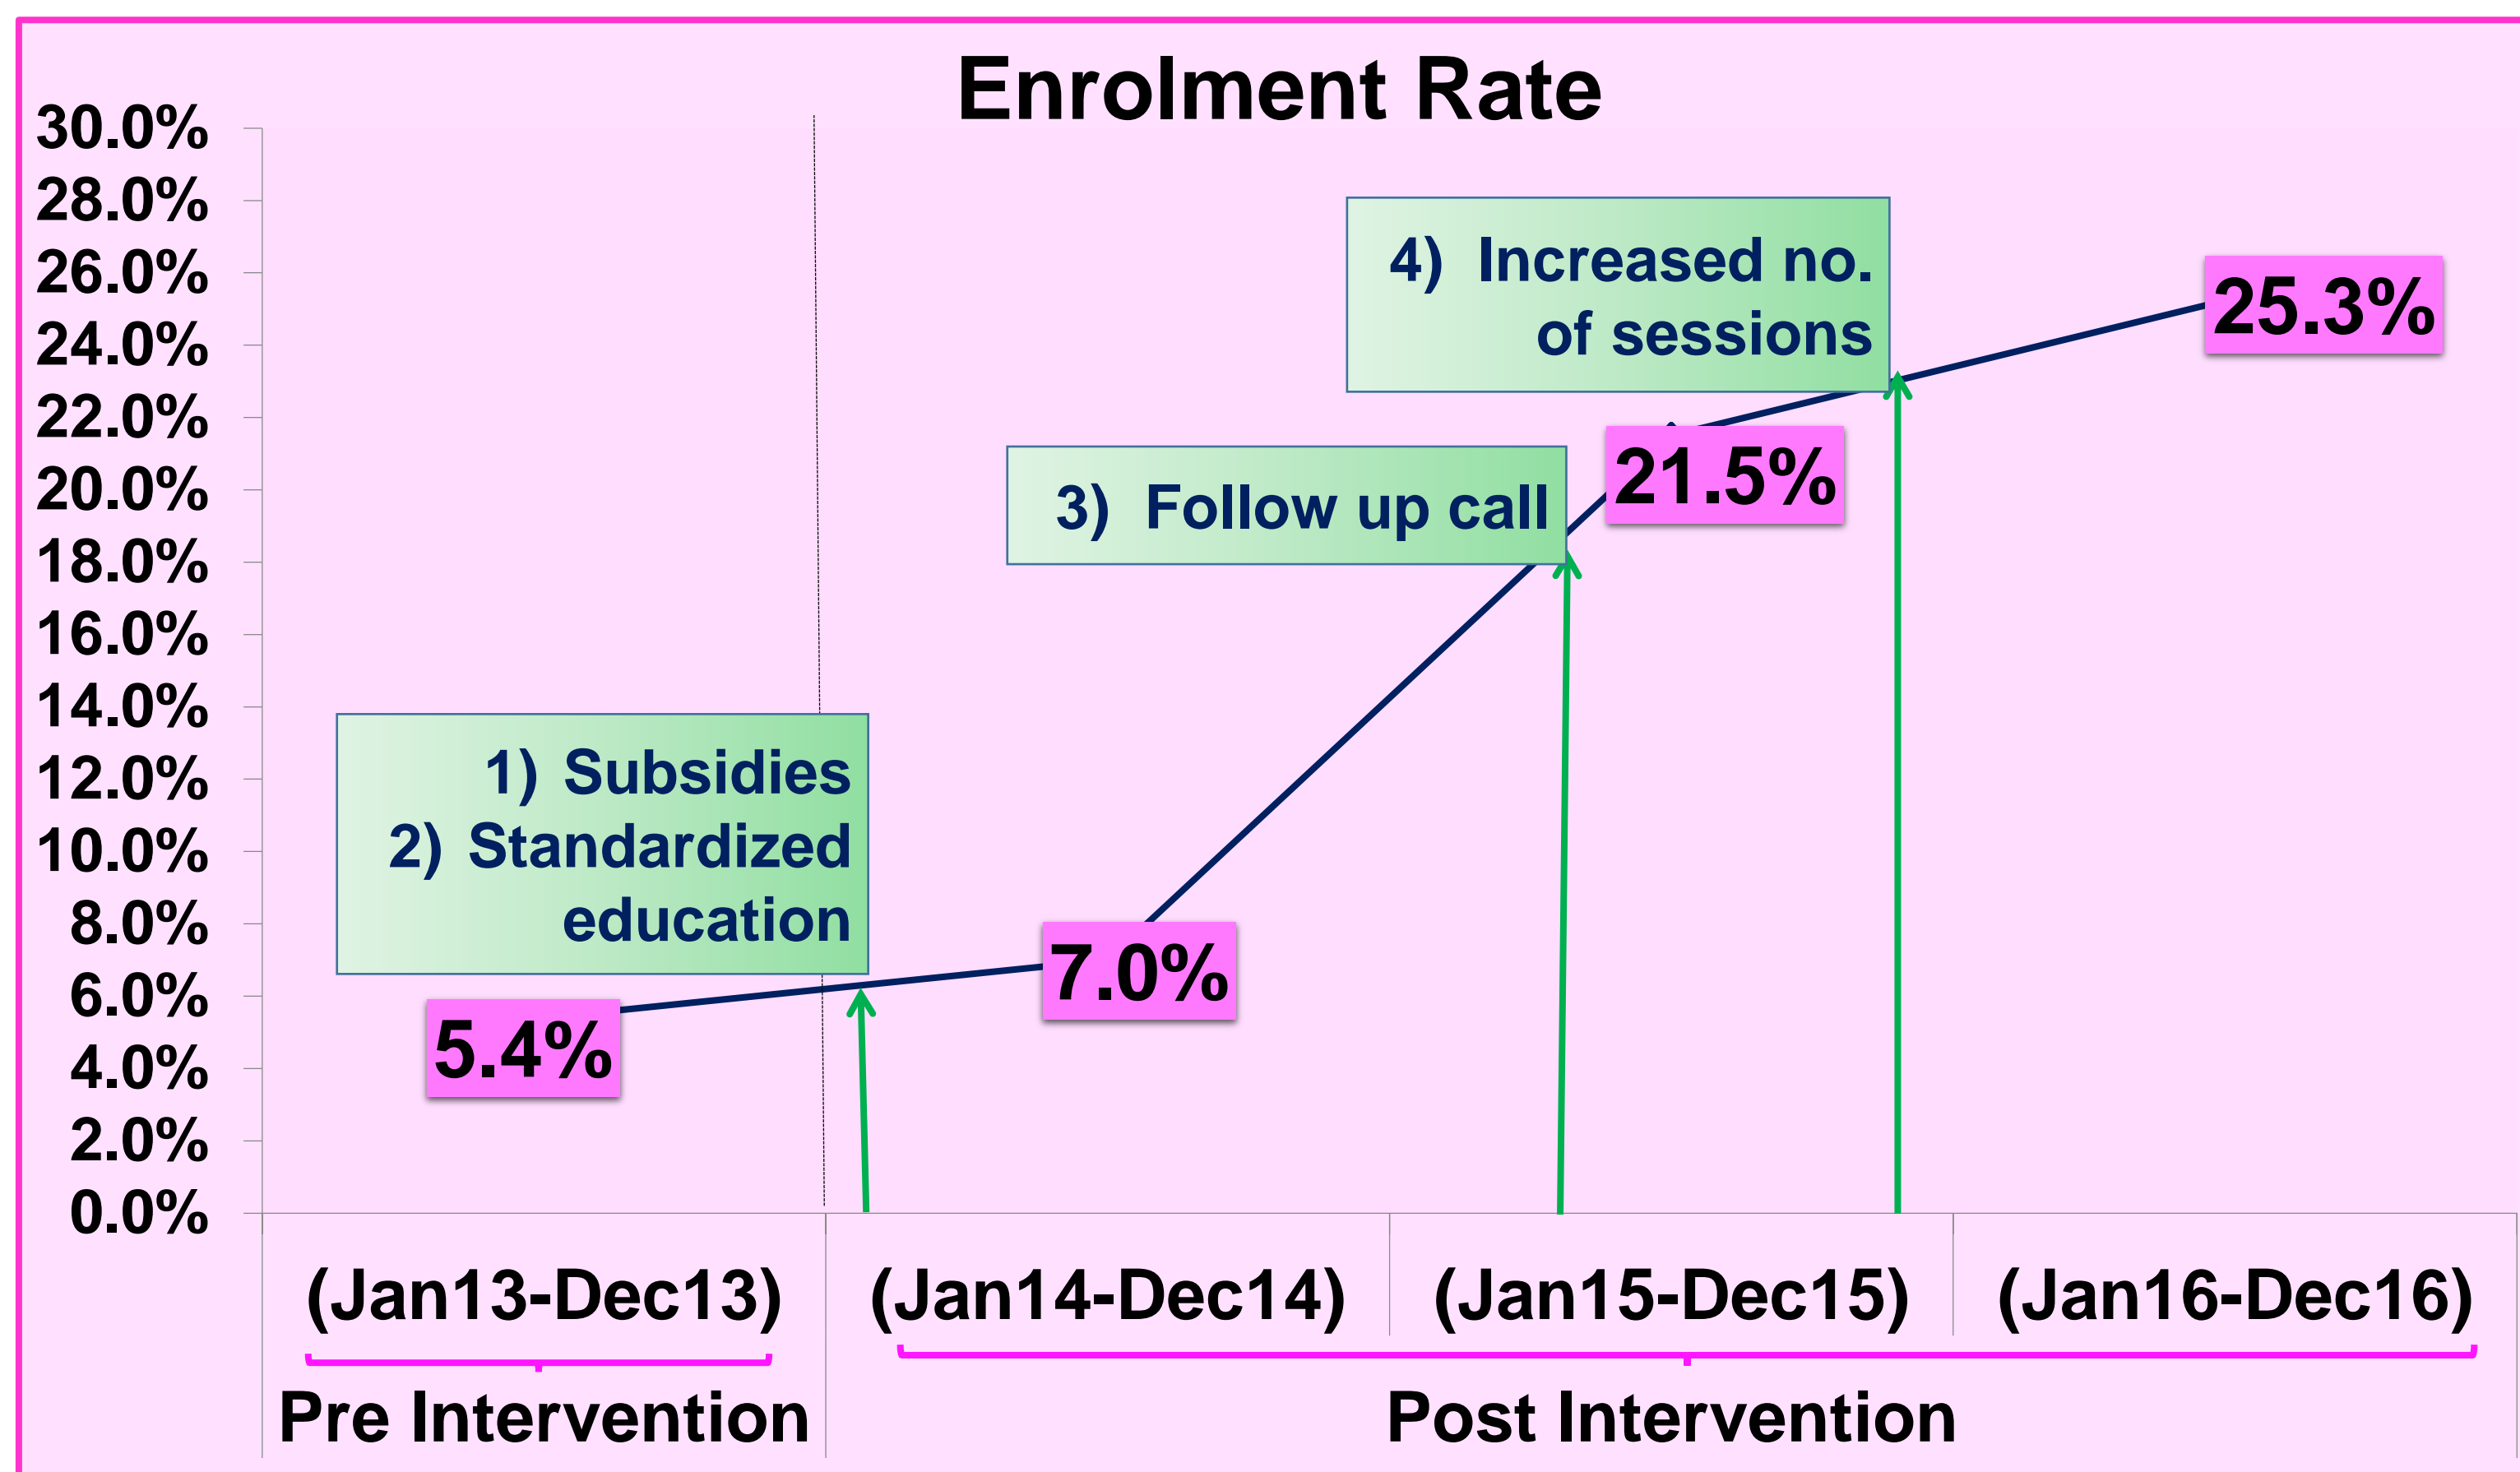 Enrolment Rate
30.0%
28.0%
26.0%
24.0%
22.0%
20.0%
18.0%
16.0%
14.0%
12.0%
10.0%
8.0%
6.0%
4.0%
2.0%
0.0%
4) Increased no.
of sessions
25.3%
3) Follow up call
21.5%
1) Subsidies
2) Standardized
education
7.0%
5.4%
(Jan13-Dec13)
(Jan14-Dec14)
(Jan15-Dec15)
(Jan16-Dec16)
Pre Intervention
Post Intervention